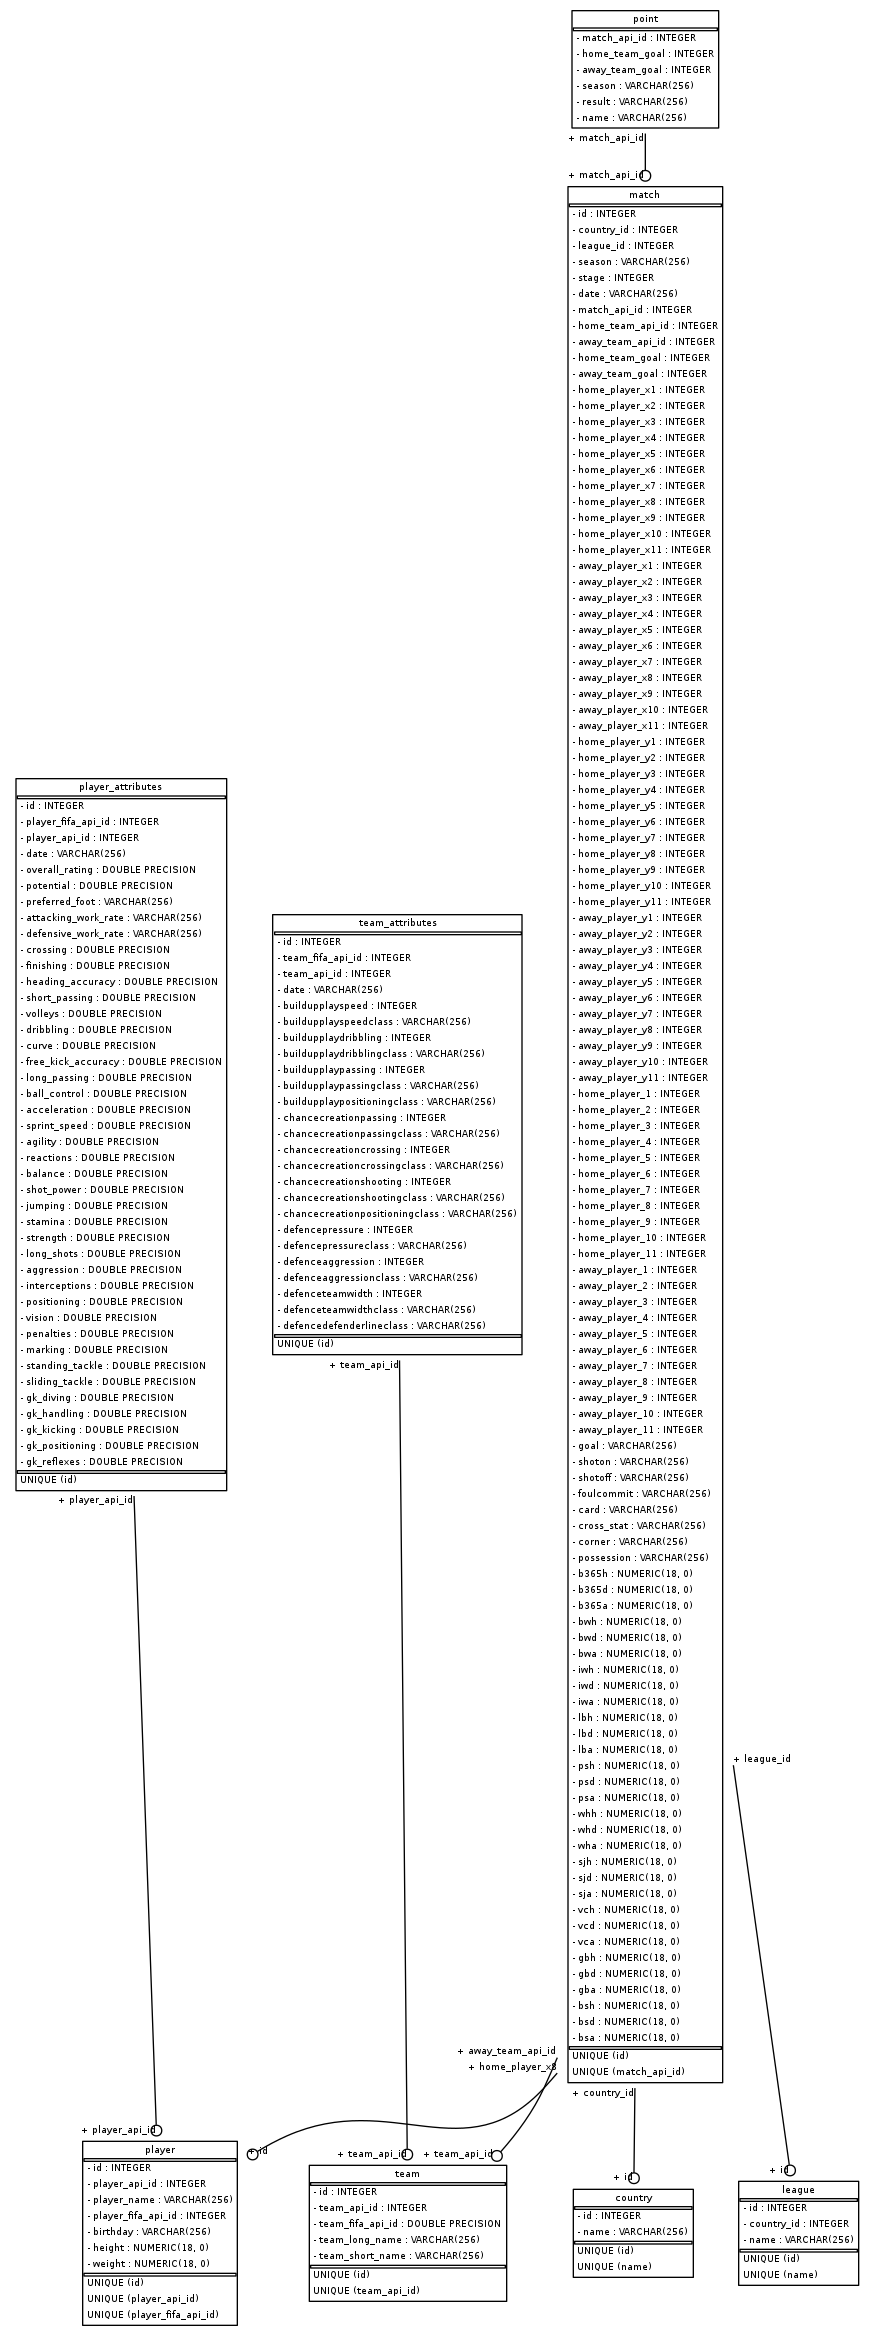 point
- match_api_id : INTEGER
- home_team_goal : INTEGER
- away_team_goal : INTEGER
- season : VARCHAR(256)
- result : VARCHAR(256)
- name : VARCHAR(256)
+ match_api_id
+ match_api_id
match
- id : INTEGER
- country_id : INTEGER
- league_id : INTEGER
- season : VARCHAR(256)
- stage : INTEGER
- date : VARCHAR(256)
- match_api_id : INTEGER
- home_team_api_id : INTEGER
- away_team_api_id : INTEGER
- home_team_goal : INTEGER
- away_team_goal : INTEGER
- home_player_x1 : INTEGER
- home_player_x2 : INTEGER
- home_player_x3 : INTEGER
- home_player_x4 : INTEGER
- home_player_x5 : INTEGER
- home_player_x6 : INTEGER
- home_player_x7 : INTEGER
- home_player_x8 : INTEGER
- home_player_x9 : INTEGER
- home_player_x10 : INTEGER
- home_player_x11 : INTEGER
- away_player_x1 : INTEGER
- away_player_x2 : INTEGER
- away_player_x3 : INTEGER
- away_player_x4 : INTEGER
- away_player_x5 : INTEGER
- away_player_x6 : INTEGER
- away_player_x7 : INTEGER
- away_player_x8 : INTEGER
- away_player_x9 : INTEGER
- away_player_x10 : INTEGER
- away_player_x11 : INTEGER
- home_player_y1 : INTEGER
- home_player_y2 : INTEGER
- home_player_y3 : INTEGER
- home_player_y4 : INTEGER
- home_player_y5 : INTEGER
- home_player_y6 : INTEGER
- home_player_y7 : INTEGER
- home_player_y8 : INTEGER
- home_player_y9 : INTEGER
- home_player_y10 : INTEGER
- home_player_y11 : INTEGER
- away_player_y1 : INTEGER
- away_player_y2 : INTEGER
- away_player_y3 : INTEGER
- away_player_y4 : INTEGER
- away_player_y5 : INTEGER
- away_player_y6 : INTEGER
- away_player_y7 : INTEGER
- away_player_y8 : INTEGER
- away_player_y9 : INTEGER
- away_player_y10 : INTEGER
- away_player_y11 : INTEGER
- home_player_1 : INTEGER
- home_player_2 : INTEGER
- home_player_3 : INTEGER
- home_player_4 : INTEGER
- home_player_5 : INTEGER
- home_player_6 : INTEGER
- home_player_7 : INTEGER
- home_player_8 : INTEGER
- home_player_9 : INTEGER
- home_player_10 : INTEGER
- home_player_11 : INTEGER
- away_player_1 : INTEGER
- away_player_2 : INTEGER
- away_player_3 : INTEGER
- away_player_4 : INTEGER
- away_player_5 : INTEGER
- away_player_6 : INTEGER
- away_player_7 : INTEGER
- away_player_8 : INTEGER
- away_player_9 : INTEGER
- away_player_10 : INTEGER
- away_player_11 : INTEGER
- goal : VARCHAR(256)
- shoton : VARCHAR(256)
- shotoff : VARCHAR(256)
- foulcommit : VARCHAR(256)
- card : VARCHAR(256)
- cross_stat : VARCHAR(256)
- corner : VARCHAR(256)
- possession : VARCHAR(256)
- b365h : NUMERIC(18, 0)
- b365d : NUMERIC(18, 0)
- b365a : NUMERIC(18, 0)
- bwh : NUMERIC(18, 0)
- bwd : NUMERIC(18, 0)
- bwa : NUMERIC(18, 0)
- iwh : NUMERIC(18, 0)
- iwd : NUMERIC(18, 0)
- iwa : NUMERIC(18, 0)
- lbh : NUMERIC(18, 0)
- lbd : NUMERIC(18, 0)
- lba : NUMERIC(18, 0)
- psh : NUMERIC(18, 0)
- psd : NUMERIC(18, 0)
- psa : NUMERIC(18, 0)
- whh : NUMERIC(18, 0)
- whd : NUMERIC(18, 0)
- wha : NUMERIC(18, 0)
- sjh : NUMERIC(18, 0)
- sjd : NUMERIC(18, 0)
- sja : NUMERIC(18, 0)
- vch : NUMERIC(18, 0)
- vcd : NUMERIC(18, 0)
- vca : NUMERIC(18, 0)
- gbh : NUMERIC(18, 0)
- gbd : NUMERIC(18, 0)
- gba : NUMERIC(18, 0)
- bsh : NUMERIC(18, 0)
- bsd : NUMERIC(18, 0)
- bsa : NUMERIC(18, 0)
UNIQUE (id)
UNIQUE (match_api_id)
player_attributes
- id : INTEGER
- player_fifa_api_id : INTEGER
- player_api_id : INTEGER
- date : VARCHAR(256)
- overall_rating : DOUBLE PRECISION
- potential : DOUBLE PRECISION
- preferred_foot : VARCHAR(256)
- attacking_work_rate : VARCHAR(256)
- defensive_work_rate : VARCHAR(256)
- crossing : DOUBLE PRECISION
- finishing : DOUBLE PRECISION
- heading_accuracy : DOUBLE PRECISION
- short_passing : DOUBLE PRECISION
- volleys : DOUBLE PRECISION
- dribbling : DOUBLE PRECISION
- curve : DOUBLE PRECISION
- free_kick_accuracy : DOUBLE PRECISION
- long_passing : DOUBLE PRECISION
- ball_control : DOUBLE PRECISION
- acceleration : DOUBLE PRECISION
- sprint_speed : DOUBLE PRECISION
- agility : DOUBLE PRECISION
- reactions : DOUBLE PRECISION
- balance : DOUBLE PRECISION
- shot_power : DOUBLE PRECISION
- jumping : DOUBLE PRECISION
- stamina : DOUBLE PRECISION
- strength : DOUBLE PRECISION
- long_shots : DOUBLE PRECISION
- aggression : DOUBLE PRECISION
- interceptions : DOUBLE PRECISION
- positioning : DOUBLE PRECISION
- vision : DOUBLE PRECISION
- penalties : DOUBLE PRECISION
- marking : DOUBLE PRECISION
- standing_tackle : DOUBLE PRECISION
- sliding_tackle : DOUBLE PRECISION
- gk_diving : DOUBLE PRECISION
- gk_handling : DOUBLE PRECISION
- gk_kicking : DOUBLE PRECISION
- gk_positioning : DOUBLE PRECISION
- gk_reflexes : DOUBLE PRECISION
UNIQUE (id)
+ player_api_id
team_attributes
- id : INTEGER
- team_fifa_api_id : INTEGER
- team_api_id : INTEGER
- date : VARCHAR(256)
- buildupplayspeed : INTEGER
- buildupplayspeedclass : VARCHAR(256)
- buildupplaydribbling : INTEGER
- buildupplaydribblingclass : VARCHAR(256)
- buildupplaypassing : INTEGER
- buildupplaypassingclass : VARCHAR(256)
- buildupplaypositioningclass : VARCHAR(256)
- chancecreationpassing : INTEGER
- chancecreationpassingclass : VARCHAR(256)
- chancecreationcrossing : INTEGER
- chancecreationcrossingclass : VARCHAR(256)
- chancecreationshooting : INTEGER
- chancecreationshootingclass : VARCHAR(256)
- chancecreationpositioningclass : VARCHAR(256)
- defencepressure : INTEGER
- defencepressureclass : VARCHAR(256)
- defenceaggression : INTEGER
- defenceaggressionclass : VARCHAR(256)
- defenceteamwidth : INTEGER
- defenceteamwidthclass : VARCHAR(256)
- defencedefenderlineclass : VARCHAR(256)
UNIQUE (id)
+ team_api_id
+ league_id
+ away_team_api_id
+ home_player_x8
+ country_id
+ player_api_id
+ id
+ team_api_id
+ team_api_id
+ id
+ id
player
- id : INTEGER
- player_api_id : INTEGER
- player_name : VARCHAR(256)
- player_fifa_api_id : INTEGER
- birthday : VARCHAR(256)
- height : NUMERIC(18, 0)
- weight : NUMERIC(18, 0)
UNIQUE (id)
UNIQUE (player_api_id)
UNIQUE (player_fifa_api_id)
team
- id : INTEGER
- team_api_id : INTEGER
- team_fifa_api_id : DOUBLE PRECISION
- team_long_name : VARCHAR(256)
- team_short_name : VARCHAR(256)
UNIQUE (id)
UNIQUE (team_api_id)
country
- id : INTEGER
- name : VARCHAR(256)
UNIQUE (id)
UNIQUE (name)
league
- id : INTEGER
- country_id : INTEGER
- name : VARCHAR(256)
UNIQUE (id)
UNIQUE (name)